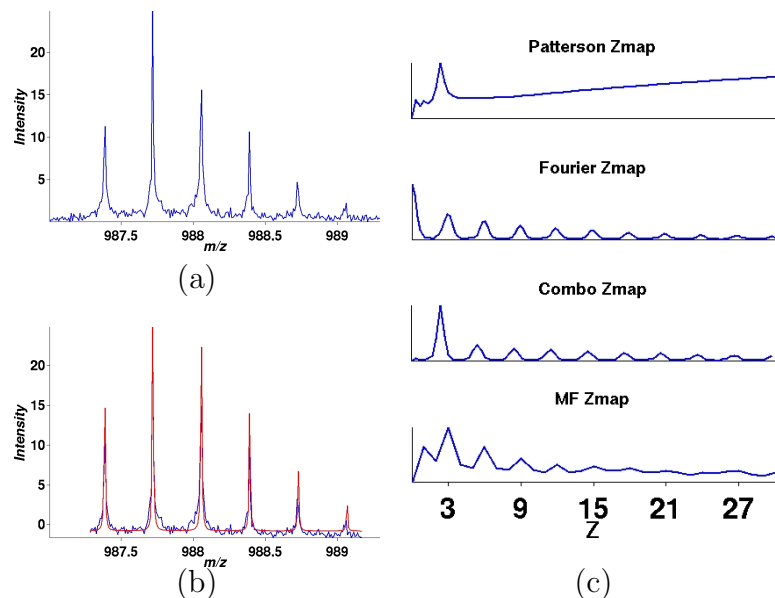 Intensity
20
15
10
5
987.5 988 988.5 989
m/z
(a)
Intensity
20
15
10
5
0
987.5 988 988.5 989
m/z
(b)
Patterson Zmap
Fourier Zmap
Combo Zmap
MF Zmap
3 9 15 21 27
Z
(c)